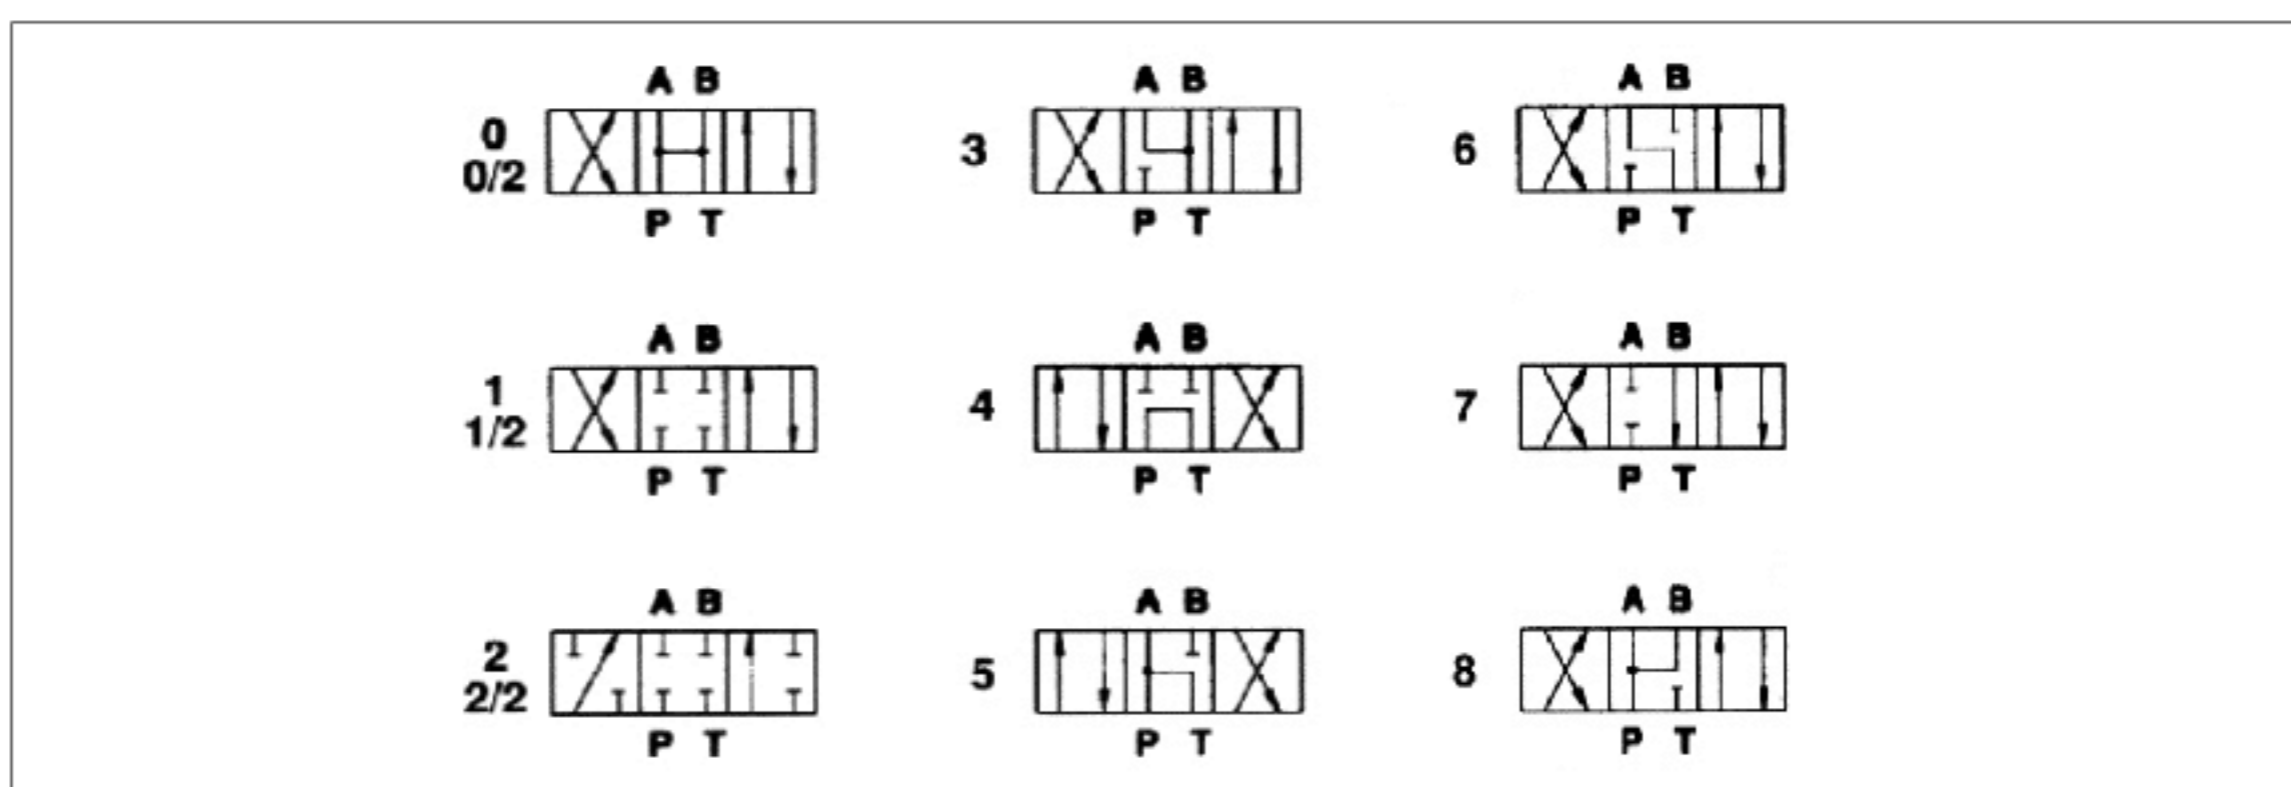 A B A B A B
0 3 6
0/2
P T P T P T
A B A B A B
1 4 7
1/2
P T P T P T
A B A B A B
2 5 8
2/2
P T P T P T